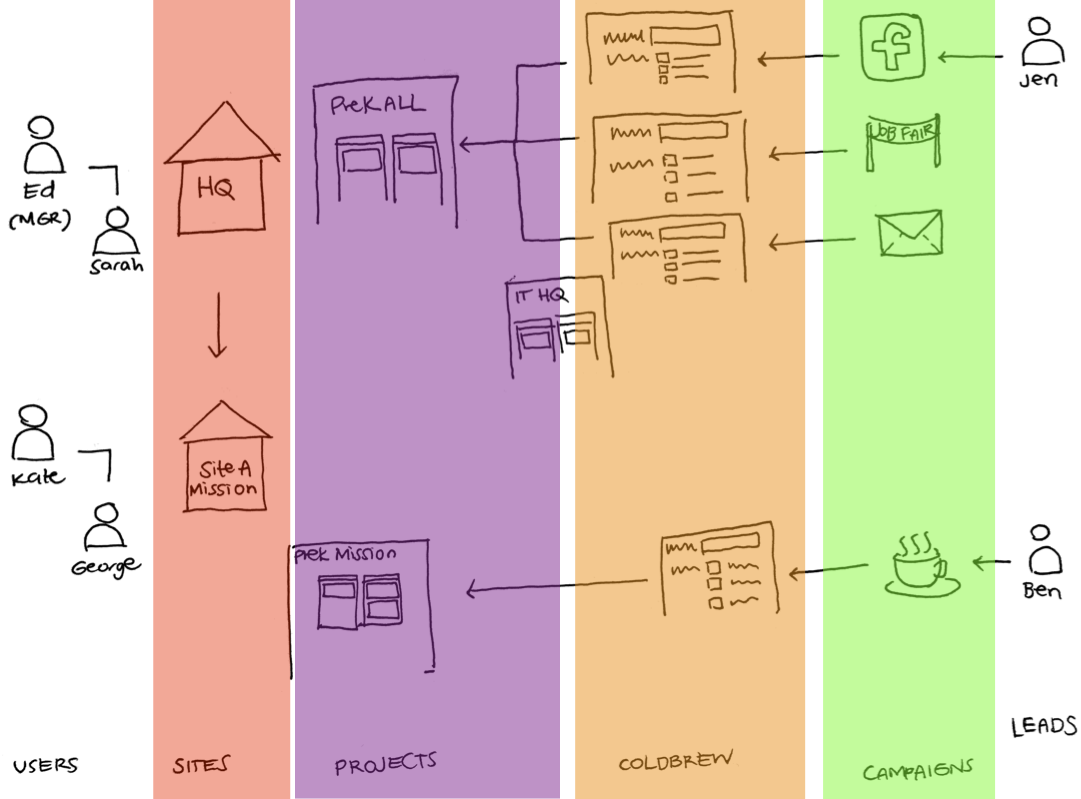 f
Jen
PreK ALL
JOB FAIR
Ed
(MGR)
HQ
Sarah
IT HQ
Kate
Site A
Mission
George
PreK Mission
Ben
LEADS
USERS
SITES
PROJECTS
COLDBREW
CAMPAIGNS